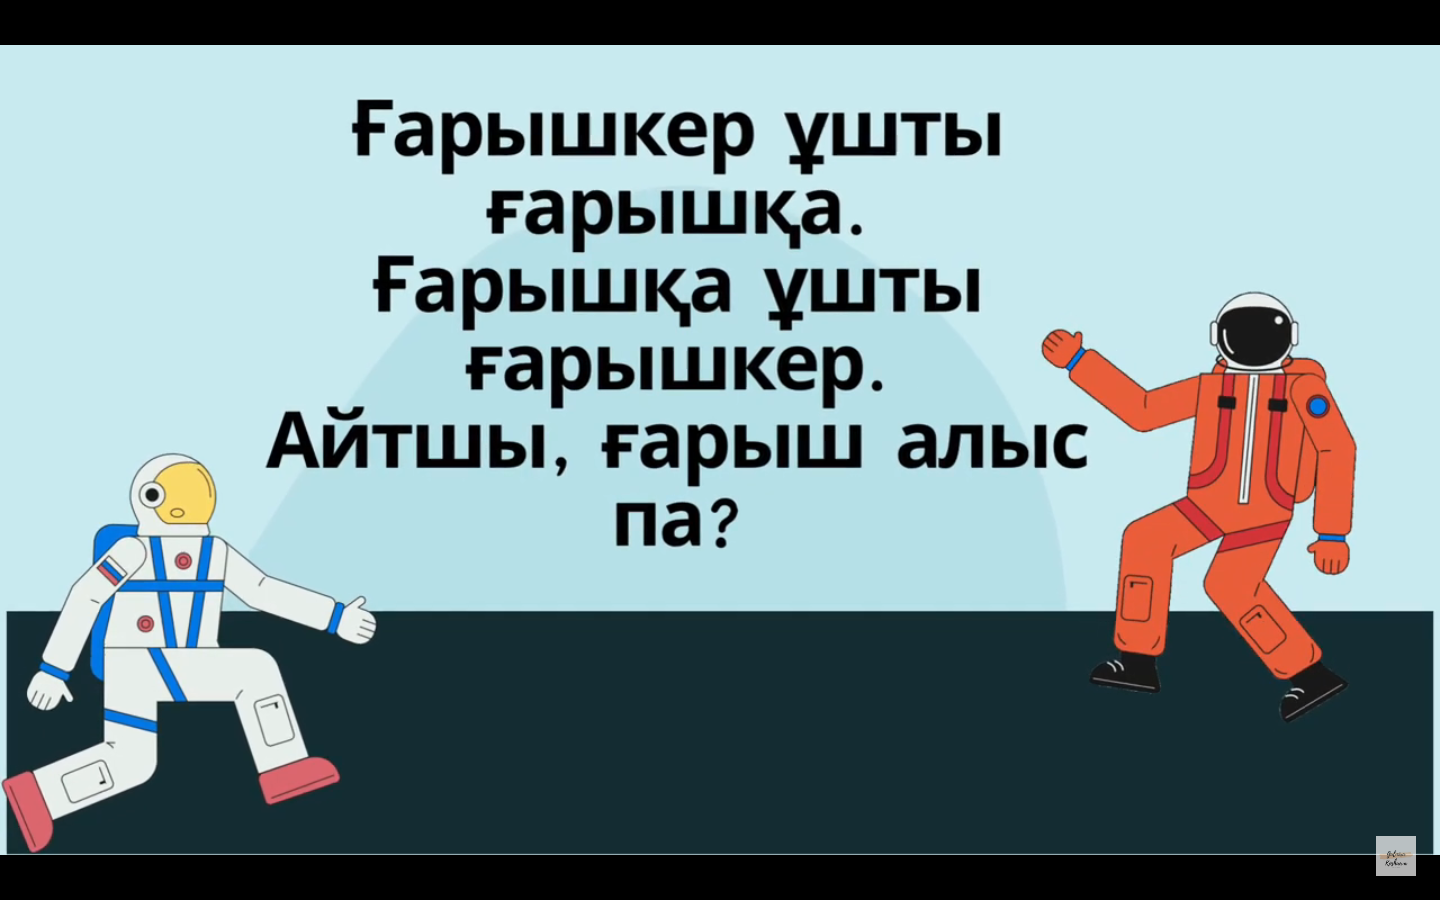 Ғарышкер ұшты
ғарышқа.
Ғарышқа ұшты
ғарышкер.
Айтшы, ғарыш алыс
па?